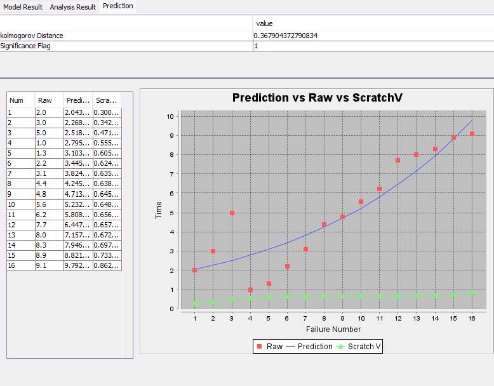 Model Result Analysis Result Prediction
value
kolmogorov Distance 0.367904372790834
Significance Flag 1
Num Raw Predi... Scra...
1 2.0 2.043... 0.300...
2 3.0 2.268... 0.342...
3 5.0 2.518... 0.471...
4 1.0 2.795... 0.555...
5 1.3 3.103... 0.605...
6 2.2 3.445... 0.624...
7 3.1 3.824... 0.635...
8 4.4 4.245... 0.638...
9 4.8 4.713... 0.645...
10 5.6 5.232... 0.648...
11 6.2 5.808... 0.656...
12 7.7 6.447... 0.657...
13 8.0 7.157... 0.672...
14 8.3 7.946... 0.697...
15 8.9 8.821... 0.733...
16 9.1 9.792... 0.862...
Prediction vs Raw vs ScratchV
10
9
8
7
6
5
4
3
2
1
0
Time
1 2 3 4 5 6 7 8 9 10 11 12 13 14 15 16
Failure Number
Raw Prediction Scratch V